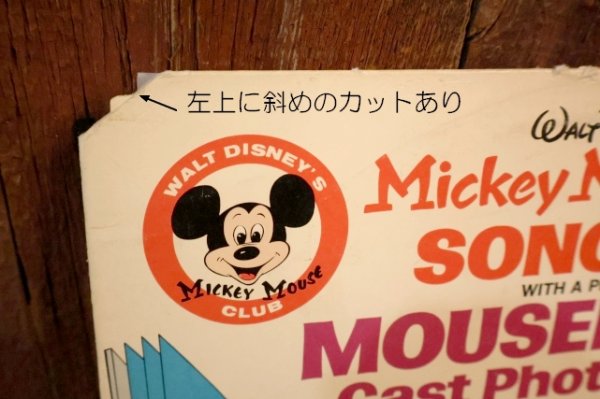 左上に斜めのカットあり
WALT DISNEY'S
MICKEY MOUSE
CLUB
WALT
Mickey M
SONG
WITH A P
MOUSE
Cast Phot